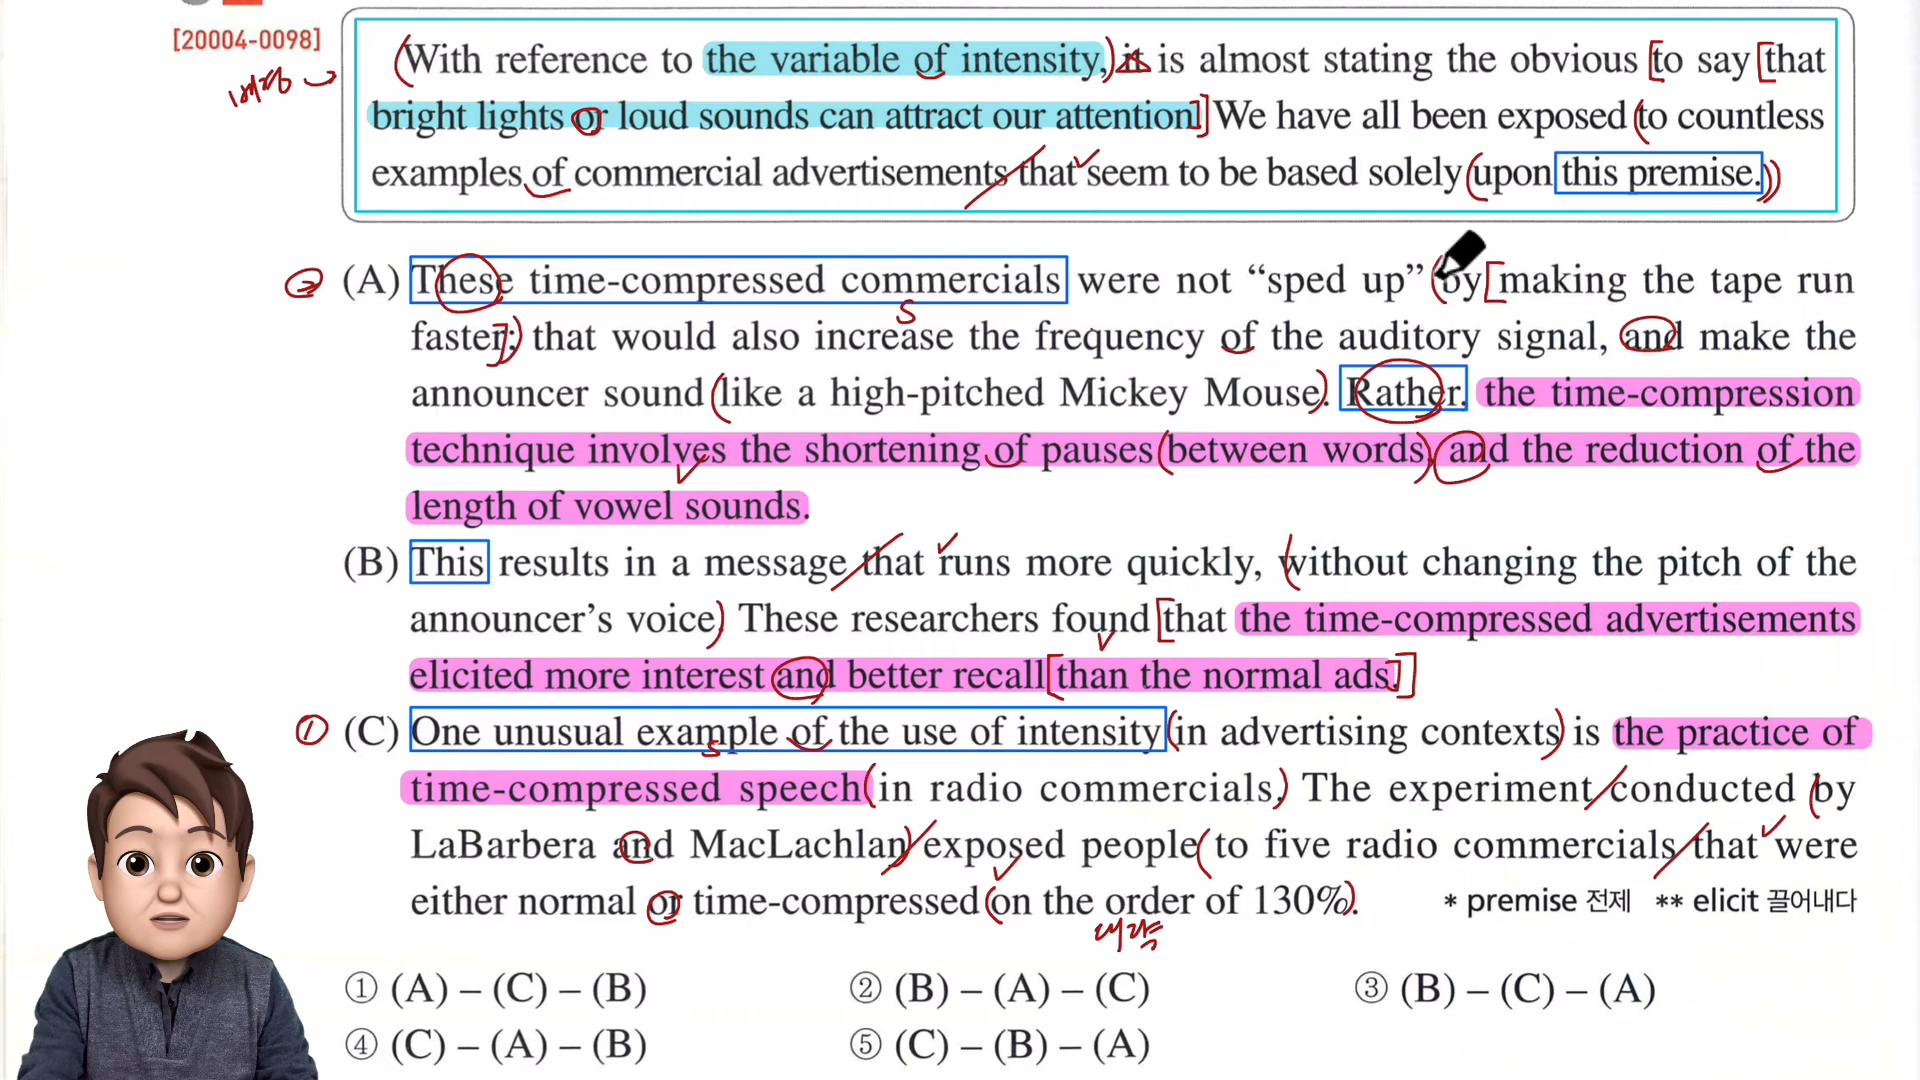 [20004-0098]
With reference to the variable of intensity, it is almost stating the obvious to say that
bright lights or loud sounds can attract our attention. We have all been exposed to countless
examples of commercial advertisements that seem to be based solely upon this premise.
② (A) These time-compressed commercials were not “sped up” by making the tape run
S
faster; that would also increase the frequency of the auditory signal, and make the
announcer sound like a high-pitched Mickey Mouse. Rather, the time-compression
technique involves the shortening of pauses between words, and the reduction of the
length of vowel sounds.
(B) This results in a message that runs more quickly, without changing the pitch of the
announcer’s voice. These researchers found that the time-compressed advertisements
elicited more interest and better recall than the normal ads.
① (C) One unusual example of the use of intensity in advertising contexts is the practice of
S
time-compressed speech in radio commercials. The experiment conducted by
LaBarbera and MacLachlan exposed people to five radio commercials that were
either normal or time-compressed on the order of 130%. * premise 전제 ** elicit 끌어내다
대략
① (A) – (C) – (B) ② (B) – (A) – (C) ③ (B) – (C) – (A)
④ (C) – (A) – (B) ⑤ (C) – (B) – (A)